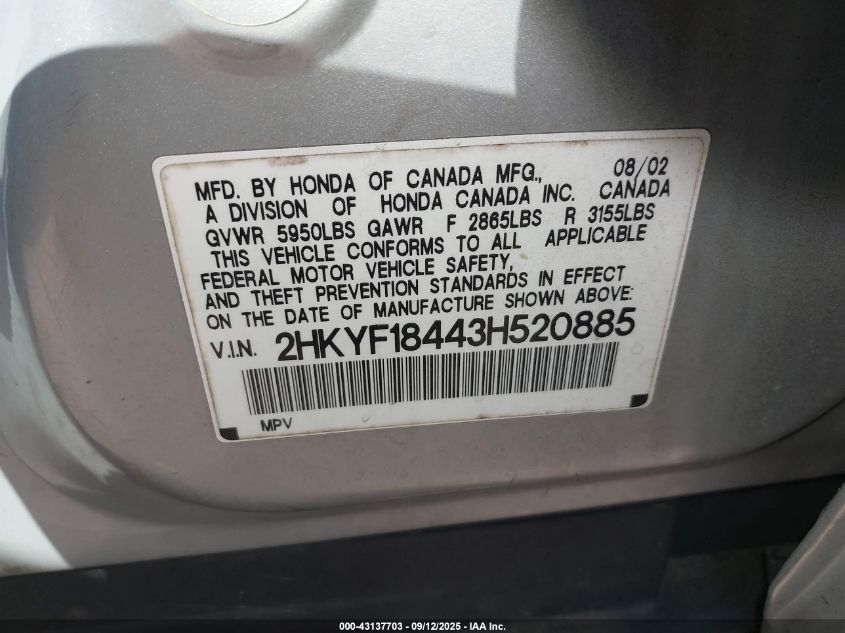 MFD. BY HONDA OF CANADA MFG., 08/02
A DIVISION OF HONDA CANADA INC. CANADA
GVWR 5950LBS GAWR F 2865LBS R 3155LBS
THIS VEHICLE CONFORMS TO ALL APPLICABLE
FEDERAL MOTOR VEHICLE SAFETY,
AND THEFT PREVENTION STANDARDS IN EFFECT
ON THE DATE OF MANUFACTURE SHOWN ABOVE:
V.I.N. 2HKYF18443H520885
MPV
000-43137703 - 09/12/2025 - IAA Inc.